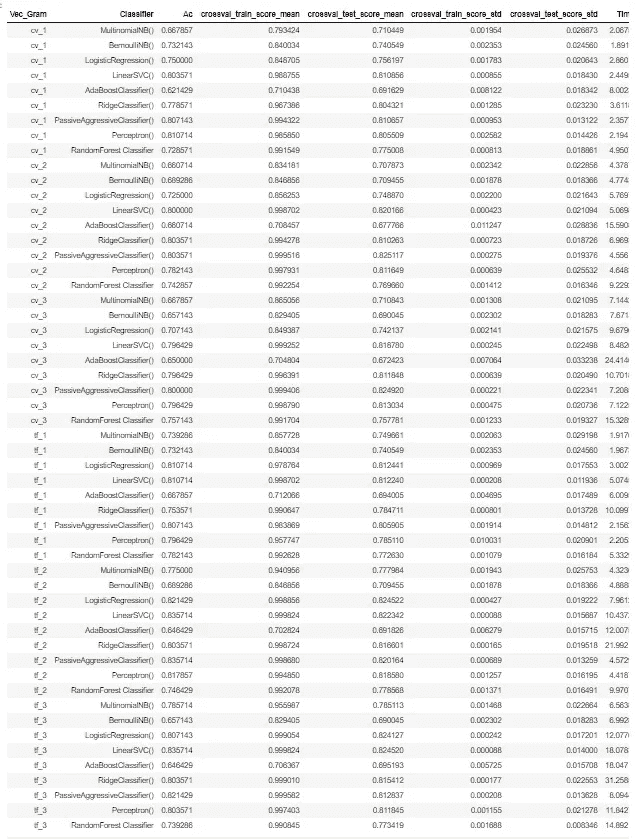 Vec_Gram Classifier Ac crossval_train_score_mean crossval_test_score_mean crossval_train_score_std crossval_test_score_std Tim
cv_1 MultinomialNB() 0.667857 0.793424 0.710449 0.001954 0.026873 2.067
cv_1 BernoulliNB() 0.732143 0.840034 0.740549 0.002353 0.024560 1.891
cv_1 LogisticRegression() 0.750000 0.848705 0.756197 0.001783 0.020643 2.860
cv_1 LinearSVC() 0.803571 0.988755 0.810856 0.000855 0.018430 2.449
cv_1 AdaBoostClassifier() 0.621429 0.710438 0.691629 0.008122 0.018342 8.002
cv_1 RidgeClassifier() 0.778571 0.967386 0.804321 0.001285 0.023230 3.611
cv_1 PassiveAggressiveClassifier() 0.807143 0.994322 0.810657 0.000953 0.013122 2.357
cv_1 Perceptron() 0.810714 0.985850 0.805509 0.002582 0.014426 2.194
cv_1 RandomForest Classifier 0.728571 0.991549 0.775008 0.000813 0.018861 4.950
cv_2 MultinomialNB() 0.660714 0.834181 0.707873 0.002342 0.022856 4.378
cv_2 BernoulliNB() 0.689286 0.846856 0.709455 0.001878 0.018366 4.774
cv_2 LogisticRegression() 0.725000 0.856253 0.748870 0.002200 0.021643 5.769
cv_2 LinearSVC() 0.800000 0.998702 0.820166 0.000423 0.021094 5.069
cv_2 AdaBoostClassifier() 0.660714 0.708457 0.677766 0.011247 0.028836 15.590
cv_2 RidgeClassifier() 0.803571 0.994278 0.810263 0.000723 0.018726 6.969
cv_2 PassiveAggressiveClassifier() 0.803571 0.999516 0.825117 0.000275 0.019376 4.556
cv_2 Perceptron() 0.782143 0.997931 0.811649 0.000639 0.025532 4.648
cv_2 RandomForest Classifier 0.742857 0.992254 0.769660 0.001412 0.016346 9.229
cv_3 MultinomialNB() 0.667857 0.865056 0.710843 0.001308 0.021095 7.144
cv_3 BernoulliNB() 0.657143 0.829405 0.690045 0.002302 0.018283 7.671
cv_3 LogisticRegression() 0.707143 0.849387 0.742137 0.002141 0.021575 9.679
cv_3 LinearSVC() 0.796429 0.999252 0.818780 0.000245 0.022498 8.482
cv_3 AdaBoostClassifier() 0.650000 0.704804 0.672423 0.007064 0.033238 24.414
cv_3 RidgeClassifier() 0.796429 0.996391 0.811848 0.000639 0.020490 10.701
cv_3 PassiveAggressiveClassifier() 0.800000 0.999406 0.824920 0.000221 0.022341 7.208
cv_3 Perceptron() 0.796429 0.998790 0.813034 0.000475 0.020736 7.122
cv_3 RandomForest Classifier 0.757143 0.991704 0.757781 0.001233 0.019327 15.328
tf_1 MultinomialNB() 0.739286 0.857728 0.749661 0.002063 0.029198 1.917
tf_1 BernoulliNB() 0.732143 0.840034 0.740549 0.002353 0.024560 1.967
tf_1 LogisticRegression() 0.810714 0.978764 0.812441 0.000969 0.017553 3.002
tf_1 LinearSVC() 0.810714 0.998702 0.812240 0.000208 0.011936 5.074
tf_1 AdaBoostClassifier() 0.667857 0.712066 0.694005 0.004695 0.017489 6.009
tf_1 RidgeClassifier() 0.753571 0.990647 0.784711 0.000801 0.013728 10.099
tf_1 PassiveAggressiveClassifier() 0.807143 0.983869 0.805905 0.001914 0.014812 2.156
tf_1 Perceptron() 0.796429 0.957747 0.785110 0.010031 0.020901 2.205
tf_1 RandomForest Classifier 0.782143 0.992628 0.772630 0.001079 0.016184 5.332
tf_2 MultinomialNB() 0.775000 0.940956 0.777984 0.001943 0.025753 4.323
tf_2 BernoulliNB() 0.689286 0.846856 0.709455 0.001878 0.018366 4.888
tf_2 LogisticRegression() 0.821429 0.998856 0.824522 0.000427 0.019222 7.961
tf_2 LinearSVC() 0.835714 0.999824 0.822342 0.000088 0.015687 10.437
tf_2 AdaBoostClassifier() 0.646429 0.702824 0.691826 0.006279 0.015715 12.007
tf_2 RidgeClassifier() 0.803571 0.998724 0.816601 0.000165 0.019518 21.992
tf_2 PassiveAggressiveClassifier() 0.835714 0.998680 0.820164 0.000689 0.013259 4.572
tf_2 Perceptron() 0.817857 0.994850 0.818580 0.001257 0.016195 4.418
tf_2 RandomForest Classifier 0.746429 0.992078 0.778568 0.001371 0.016491 9.970
tf_3 MultinomialNB() 0.785714 0.955987 0.785113 0.001468 0.022664 6.563
tf_3 BernoulliNB() 0.657143 0.829405 0.690045 0.002302 0.018283 6.992
tf_3 LogisticRegression() 0.807143 0.999054 0.824127 0.000242 0.017201 12.077
tf_3 LinearSVC() 0.835714 0.999824 0.824520 0.000088 0.014000 18.078
tf_3 AdaBoostClassifier() 0.646429 0.706367 0.695193 0.005725 0.015708 18.047
tf_3 RidgeClassifier() 0.803571 0.999010 0.815412 0.000177 0.022553 31.258
tf_3 PassiveAggressiveClassifier() 0.821429 0.999582 0.812837 0.000208 0.013628 8.094
tf_3 Perceptron() 0.803571 0.997403 0.811845 0.001155 0.021278 11.842
tf_3 RandomForest Classifier 0.739286 0.990845 0.773419 0.001688 0.008346 14.892